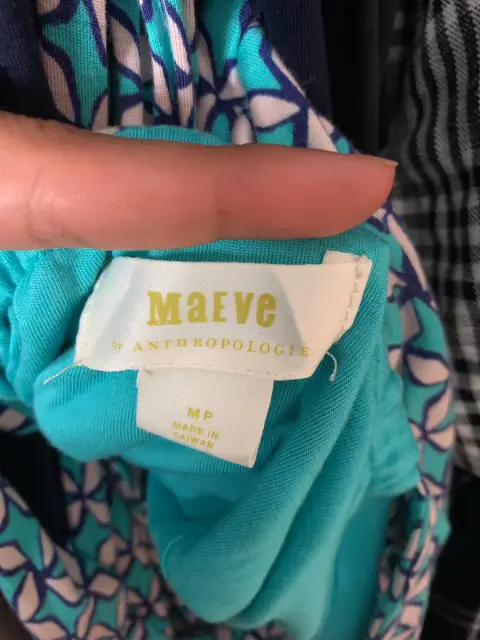 MaEVe
by ANTHROPOLOGIE
MP
MADE IN
TAIWAN